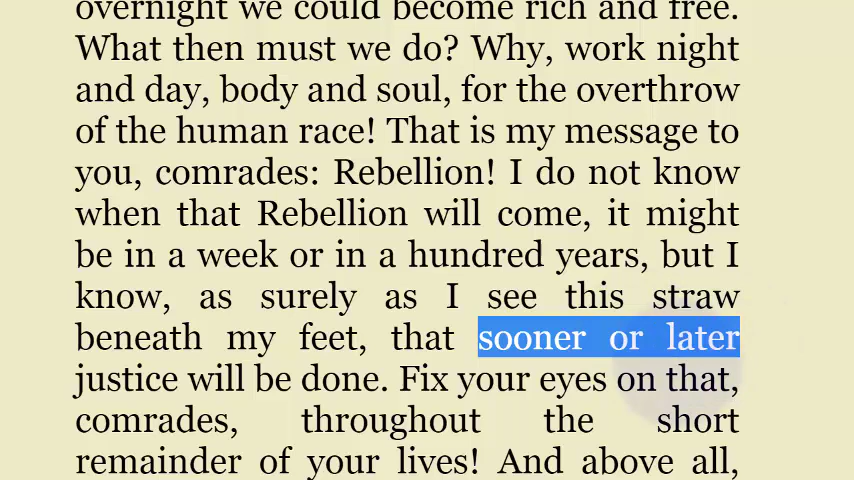 overnight we could become rich and free.
What then must we do? Why, work night
and day, body and soul, for the overthrow
of the human race! That is my message to
you, comrades: Rebellion! I do not know
when that Rebellion will come, it might
be in a week or in a hundred years, but I
know, as surely as I see this straw
beneath my feet, that sooner or later
justice will be done. Fix your eyes on that,
comrades, throughout the short
remainder of your lives! And above all,